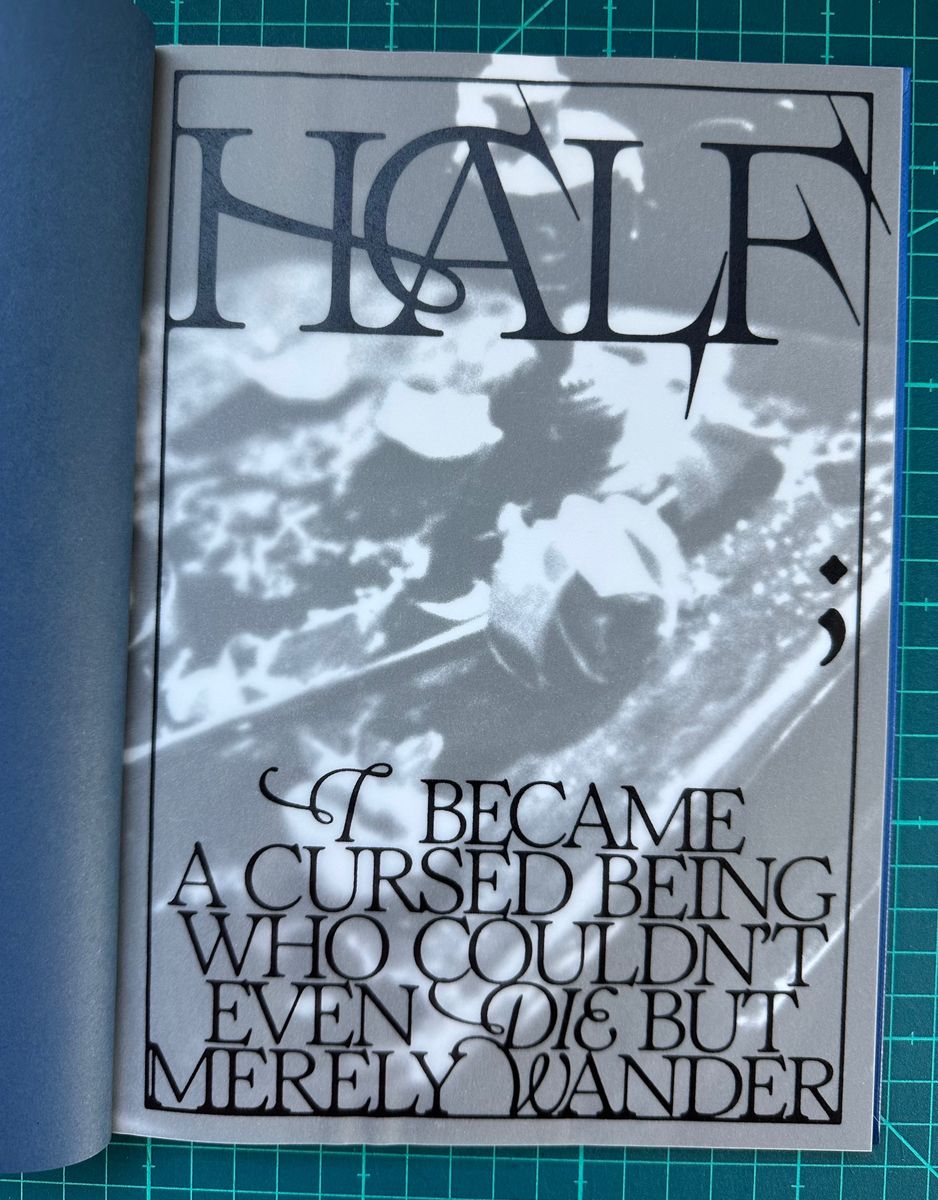 HALF
;
I BECAME
A CURSED BEING
WHO COULDN'T
EVEN DIE BUT
MERELY WANDER